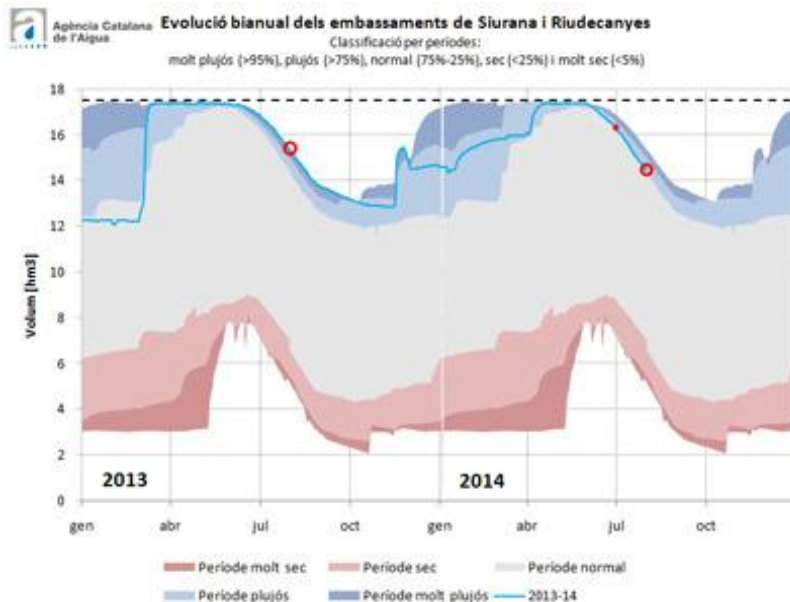 Agència Catalana
de l'Aigua
Evolució bianual dels embassaments de Siurana i Riudecanyes
Classificació per períodes:
molt plujós (>95%), plujós (>75%), normal (75%-25%), sec (<25%) i molt sec (<5%)
Volum [hm3]
18
16
14
12
10
8
6
4
2
0
2013
2014
gen abr jul oct gen abr jul oct
Període molt sec Període sec Període normal
Període plujós Període molt plujós 2013-14